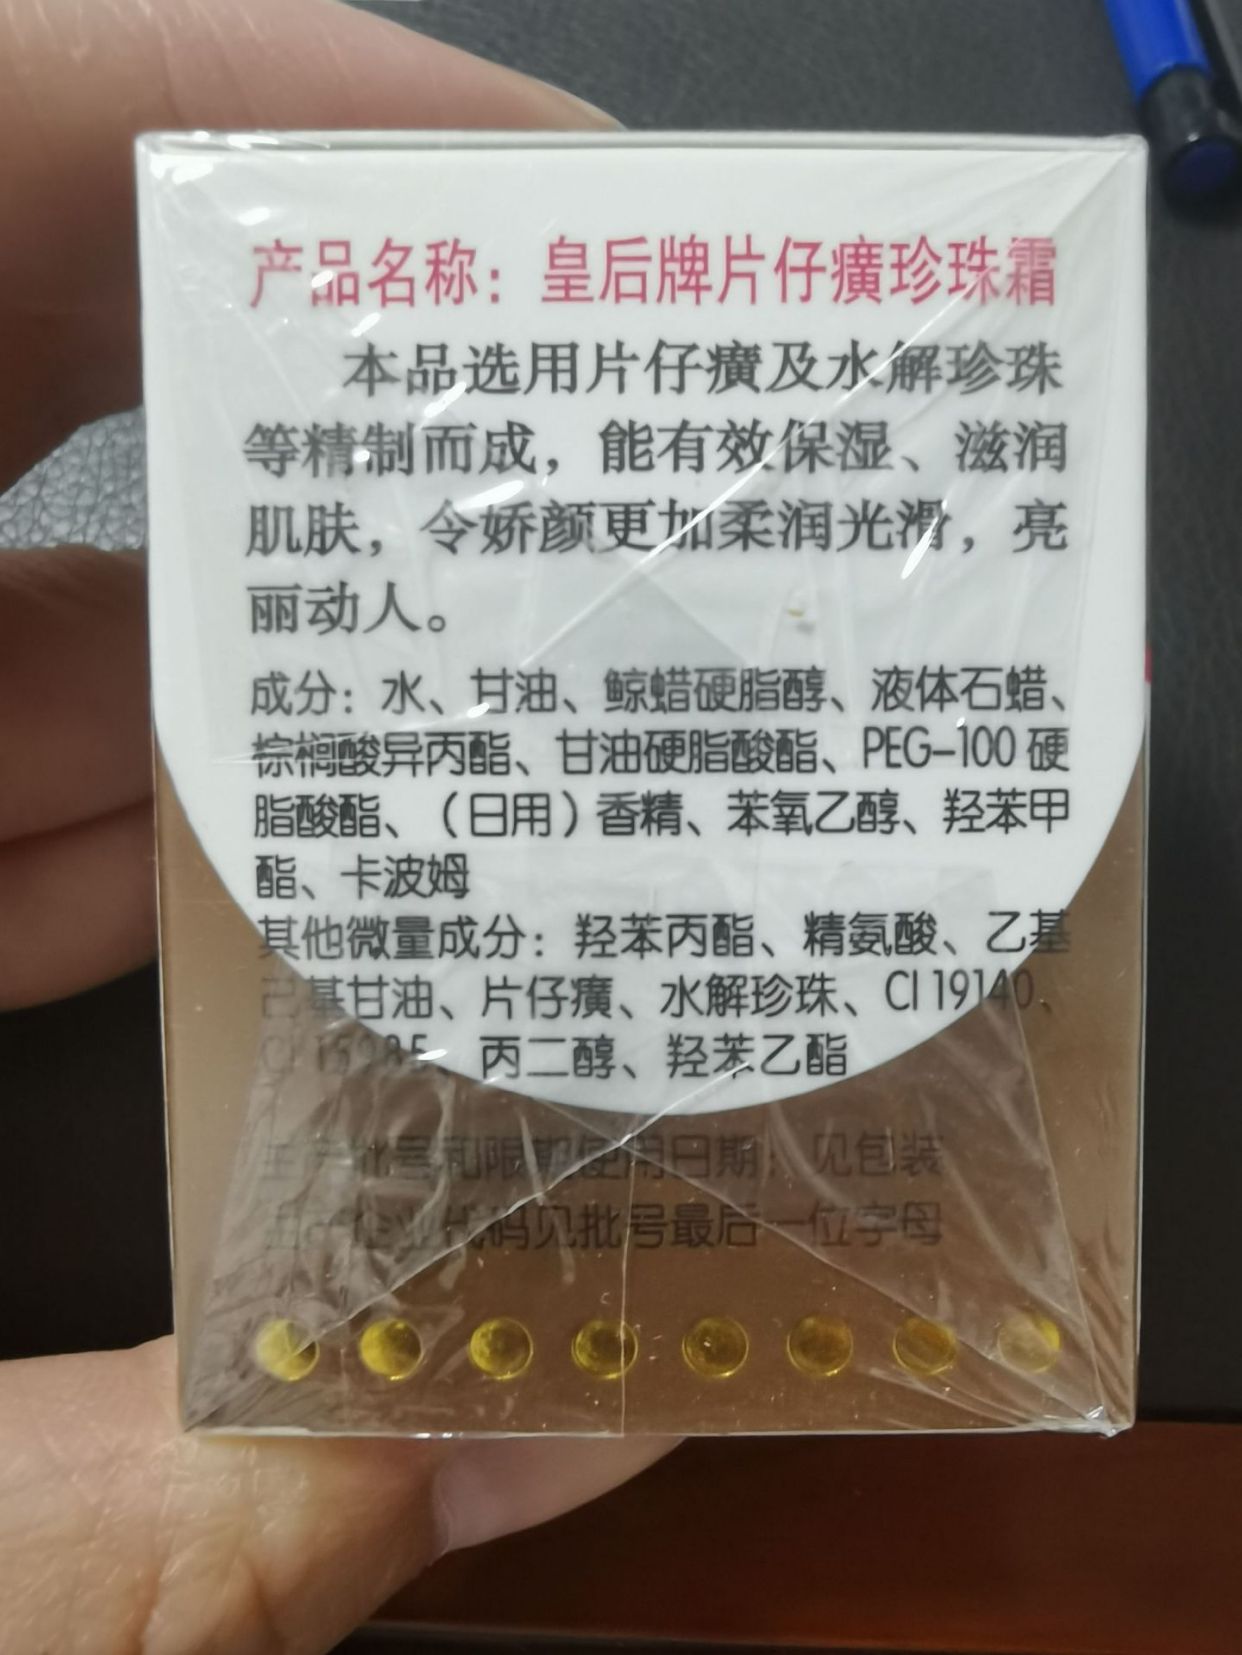 产品名称：皇后牌片仔癀珍珠霜
本品选用片仔癀及水解珍珠
等精制而成，能有效保湿、滋润
肌肤，令娇颜更加柔润光滑，亮
丽动人。
成分：水、甘油、鲸蜡硬脂醇、液体石蜡、
棕榈酸异丙酯、甘油硬脂酸酯、PEG-100 硬
脂酸酯、（日用）香精、苯氧乙醇、羟苯甲
酯、卡波姆
其他微量成分：羟苯丙酯、精氨酸、乙基
己基甘油、片仔癀、水解珍珠、CI 19140、
CI 15985、丙二醇、羟苯乙酯
生产批号和限期使用日期：见包装
生产企业代码见批号最后一位字母